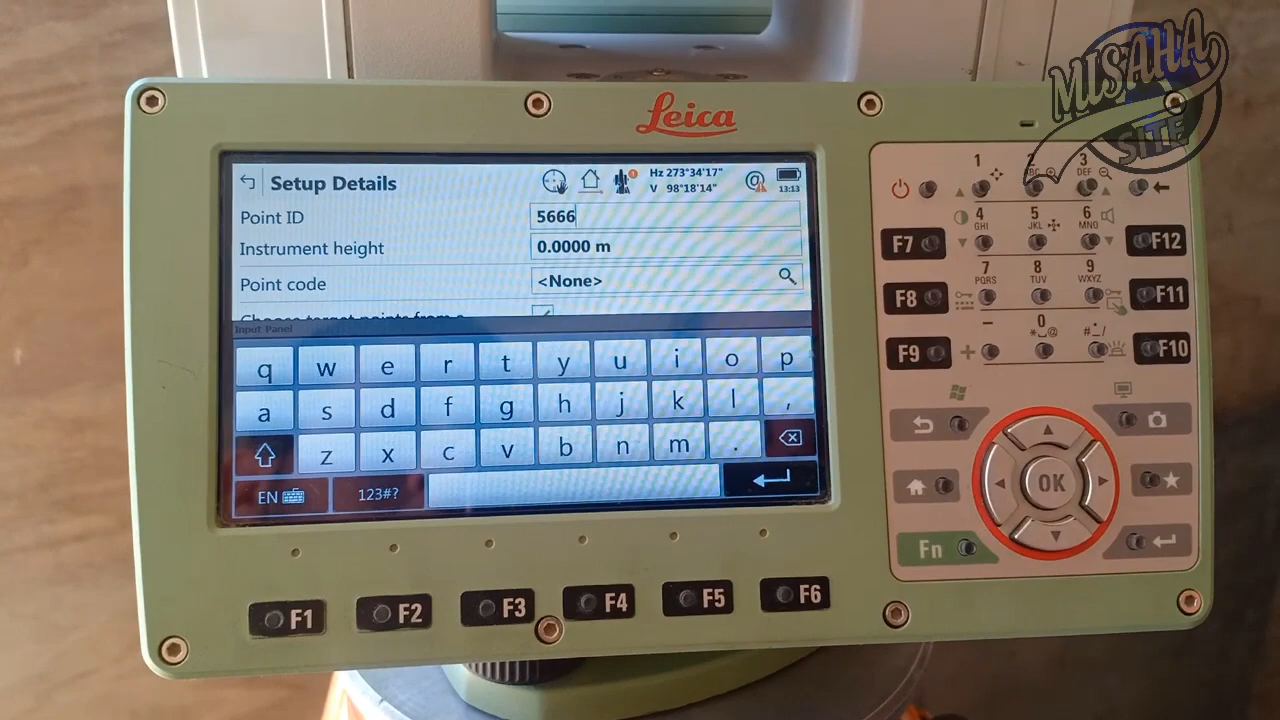 MISAHA
SITE
Leica
Setup Details
Hz 273°34'17"
V 98°18'14"
13:13
Point ID
5666
Instrument height
0.0000 m
Point code
<None>
Input Panel
q w e r t y u i o p
a s d f g h j k l ,
z x c v b n m .
EN
123#?
1
2
ABC
3
DEF
4
GHI
5
JKL
6
MNO
7
PQRS
8
TUV
9
WXYZ
−
0
*⎵@
#./
+
F7
F8
F9
F12
F11
F10
OK
Fn
F1
F2
F3
F4
F5
F6